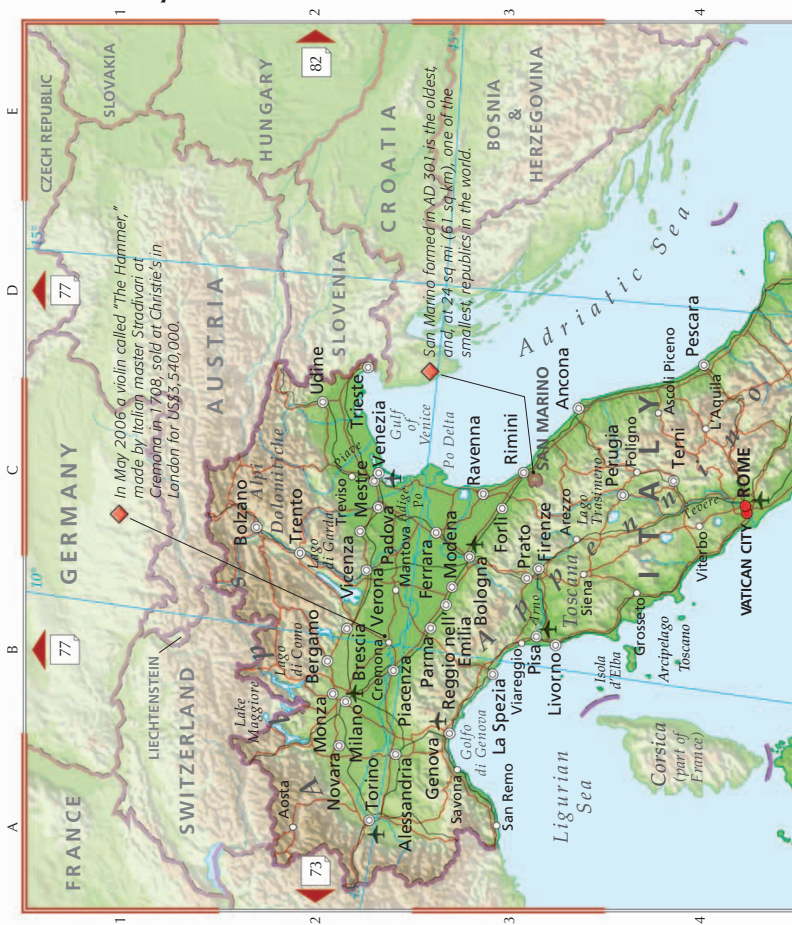 1
2
3
4
E
D
C
B
A
CZECH REPUBLIC
SLOVAKIA
HUNGARY
82
CROATIA
BOSNIA
&
HERZEGOVINA
15°
77
In May 2006 a violin called "The Hammer,"
made by Italian master Stradivari at
Cremona in 1708, sold at Christie's in
London for US$3,540,000.
San Marino formed in AD 301 is the oldest,
and, at 24 sq mi (61 sq km), one of the
smallest, republics in the world.
AUSTRIA
SLOVENIA
Adriatic Sea
GERMANY
10°
77
LIECHTENSTEIN
SWITZERLAND
FRANCE
73
Alps
Bolzano
Alpi
Dolomitiche
Trento
Lago
di Garda
Udine
Trieste
Piave
Treviso
Mestre
Venezia
Gulf
of
Venice
Vicenza
Padova
Adige
Po
Po Delta
Verona
Mantova
Ferrara
Ravenna
Lago
di Como
Bergamo
Brescia
Lake
Maggiore
Monza
Milano
Cremona
Piacenza
Novara
Aosta
Torino
Alessandria
Parma
Reggio nell'
Emilia
Modena
Bologna
Forlì
Rimini
SAN MARINO
Genova
Savona
Golfo
di Genova
La Spezia
San Remo
Ligurian
Sea
Viareggio
Pisa
Livorno
Arno
Prato
Firenze
Toscana
Arezzo
Siena
Lago
Trasimeno
Perugia
Ancona
Foligno
Terni
Ascoli Piceno
Pescara
L'Aquila
ITALY
Appennino
Grosseto
Viterbo
Tevere
VATICAN CITY
ROME
Isola
d'Elba
Arcipelago
Toscano
Corsica
(part of
France)